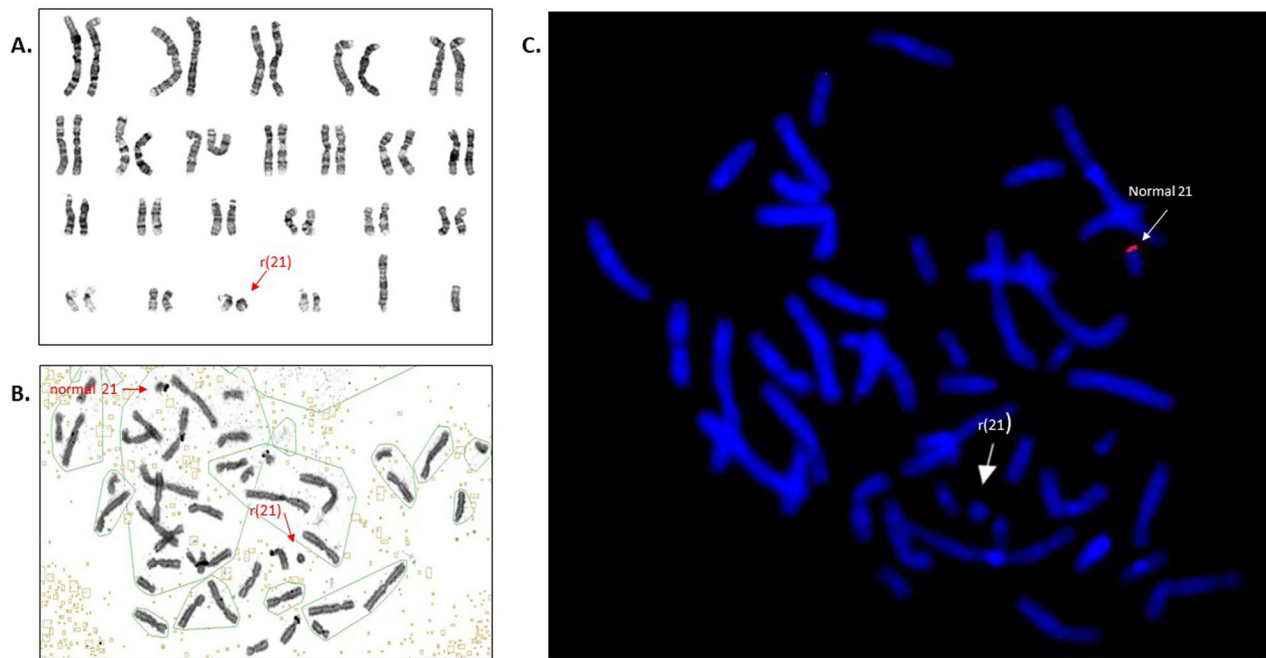 A.
r(21)
B.
normal 21
r(21)
C.
Normal 21
r(21)